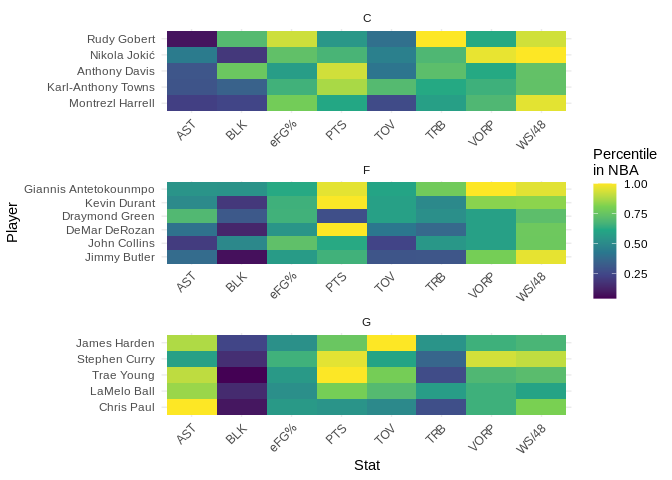 C
Rudy Gobert
Nikola Jokić
Anthony Davis
Karl-Anthony Towns
Montrezl Harrell
AST BLK eFG% PTS TOV TRB VORP WS/48
F
Giannis Antetokounmpo
Kevin Durant
Draymond Green
DeMar DeRozan
John Collins
Jimmy Butler
AST BLK eFG% PTS TOV TRB VORP WS/48
G
James Harden
Stephen Curry
Trae Young
LaMelo Ball
Chris Paul
AST BLK eFG% PTS TOV TRB VORP WS/48
Stat
Player
Percentile
in NBA
1.00
0.75
0.50
0.25